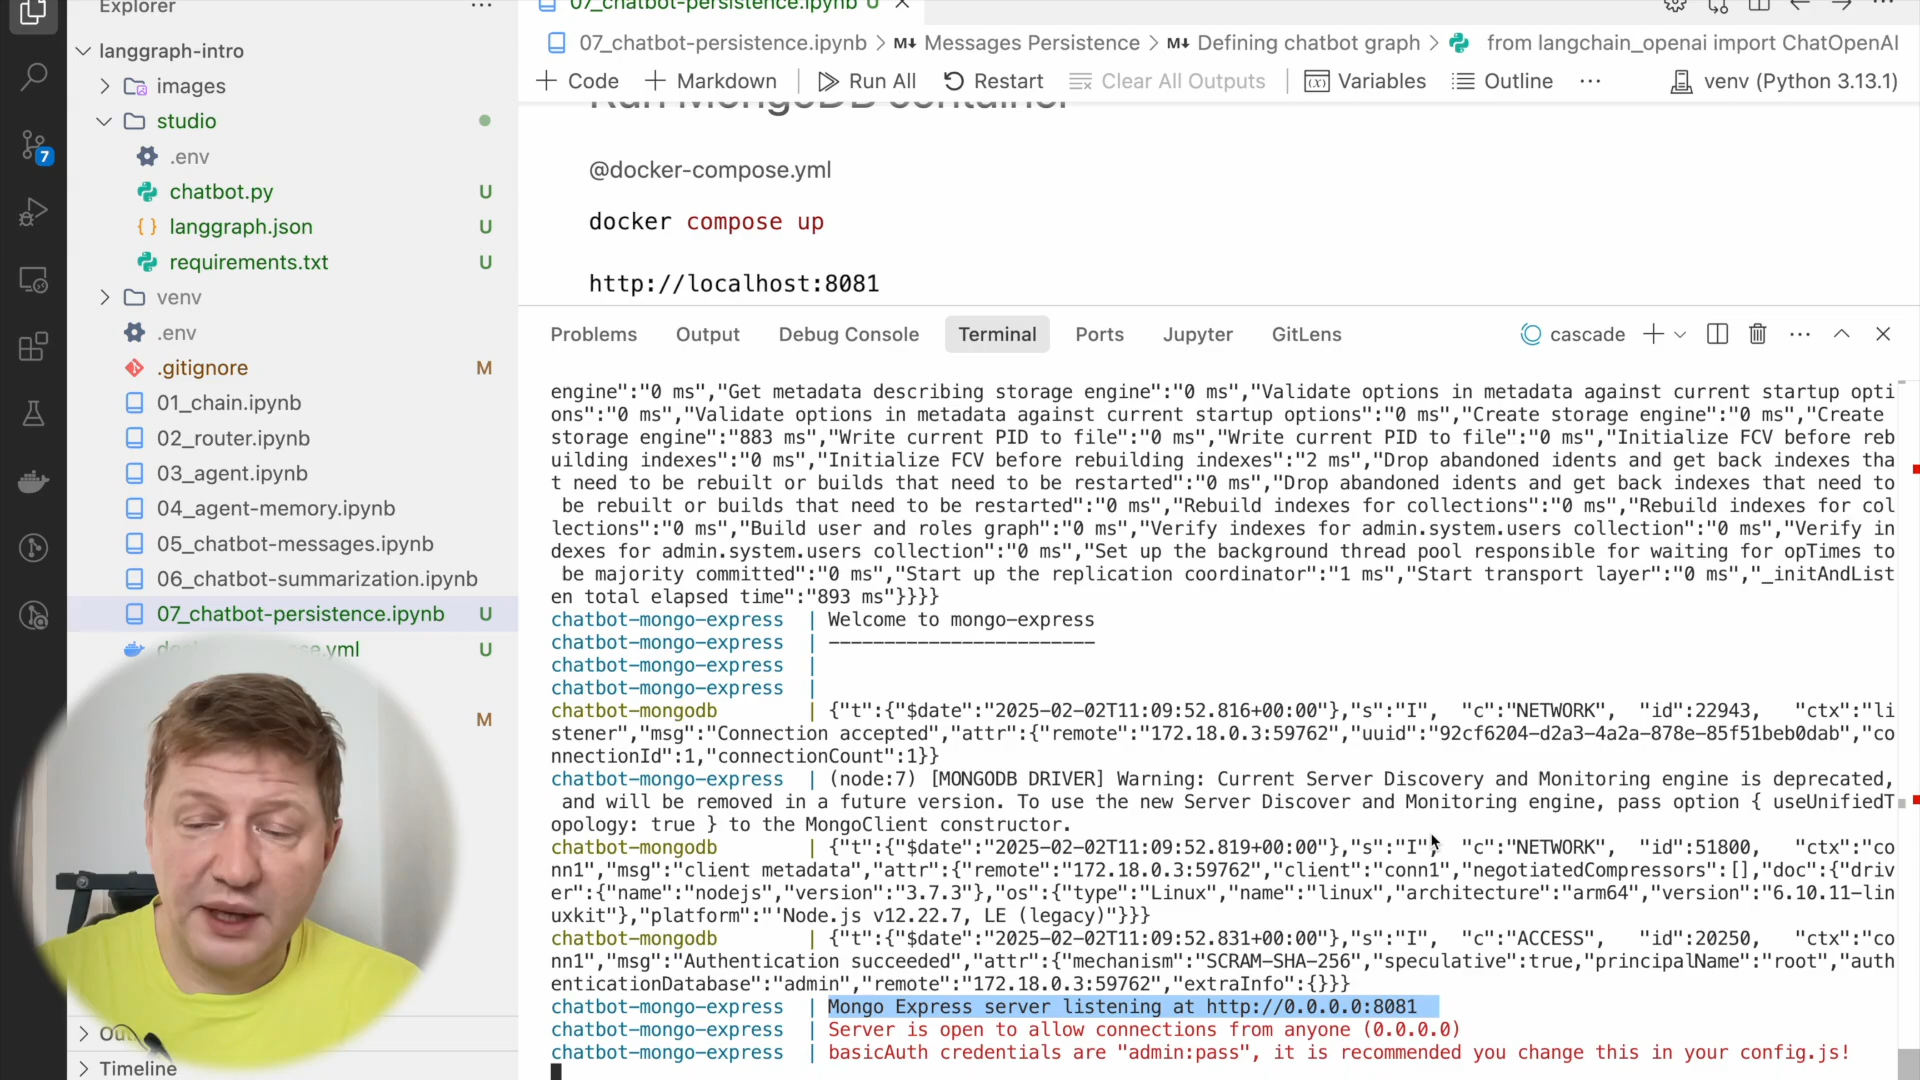 Explorer
langgraph-intro
images
studio
.env
chatbot.py U
langgraph.json U
requirements.txt U
venv
.env
.gitignore M
01_chain.ipynb
02_router.ipynb
03_agent.ipynb
04_agent-memory.ipynb
05_chatbot-messages.ipynb
06_chatbot-summarization.ipynb
07_chatbot-persistence.ipynb U
.yml U
M
Timeline
7
07_chatbot-persistence.ipynb U
07_chatbot-persistence.ipynb > M↓ Messages Persistence > M↓ Defining chatbot graph > from langchain_openai import ChatOpenAI
+ Code + Markdown Run All Restart Clear All Outputs Variables Outline ··· venv (Python 3.13.1)
Run MongoDB container
@docker-compose.yml
docker compose up
http://localhost:8081
Problems Output Debug Console Terminal Ports Jupyter GitLens cascade
engine":"0 ms","Get metadata describing storage engine":"0 ms","Validate options in metadata against current startup opti
ons":"0 ms","Validate options in metadata against current startup options":"0 ms","Create storage engine":"0 ms","Create
storage engine":"883 ms","Write current PID to file":"0 ms","Write current PID to file":"0 ms","Initialize FCV before reb
uilding indexes":"0 ms","Initialize FCV before rebuilding indexes":"2 ms","Drop abandoned idents and get back indexes tha
t need to be rebuilt or builds that need to be restarted":"0 ms","Drop abandoned idents and get back indexes that need to
be rebuilt or builds that need to be restarted":"0 ms","Rebuild indexes for collections":"0 ms","Rebuild indexes for col
lections":"0 ms","Build user and roles graph":"0 ms","Verify indexes for admin.system.users collection":"0 ms","Verify in
dexes for admin.system.users collection":"0 ms","Set up the background thread pool responsible for waiting for opTimes to
be majority committed":"0 ms","Start up the replication coordinator":"1 ms","Start transport layer":"0 ms","_initAndList
en total elapsed time":"893 ms"}}}}
chatbot-mongo-express | Welcome to mongo-express
chatbot-mongo-express | ------------------------
chatbot-mongo-express |
chatbot-mongo-express |
chatbot-mongodb | {"t":{"$date":"2025-02-02T11:09:52.816+00:00"},"s":"I", "c":"NETWORK", "id":22943, "ctx":"li
stener","msg":"Connection accepted","attr":{"remote":"172.18.0.3:59762","uuid":"92cf6204-d2a3-4a2a-878e-85f51beb0dab","co
nnectionId":1,"connectionCount":1}}
chatbot-mongo-express | (node:7) [MONGODB DRIVER] Warning: Current Server Discovery and Monitoring engine is deprecated,
and will be removed in a future version. To use the new Server Discover and Monitoring engine, pass option { useUnifiedT
opology: true } to the MongoClient constructor.
chatbot-mongodb | {"t":{"$date":"2025-02-02T11:09:52.819+00:00"},"s":"I", "c":"NETWORK", "id":51800, "ctx":"co
nn1","msg":"client metadata","attr":{"remote":"172.18.0.3:59762","client":"conn1","negotiatedCompressors":[],"doc":{"driv
er":{"name":"nodejs","version":"3.7.3"},"os":{"type":"Linux","name":"linux","architecture":"arm64","version":"6.10.11-lin
uxkit"},"platform":"'Node.js v12.22.7, LE (legacy)"}}}
chatbot-mongodb | {"t":{"$date":"2025-02-02T11:09:52.831+00:00"},"s":"I", "c":"ACCESS", "id":20250, "ctx":"co
nn1","msg":"Authentication succeeded","attr":{"mechanism":"SCRAM-SHA-256","speculative":true,"principalName":"root","auth
enticationDatabase":"admin","remote":"172.18.0.3:59762","extraInfo":{}}}
chatbot-mongo-express | Mongo Express server listening at http://0.0.0.0:8081
chatbot-mongo-express | Server is open to allow connections from anyone (0.0.0.0)
chatbot-mongo-express | basicAuth credentials are "admin:pass", it is recommended you change this in your config.js!